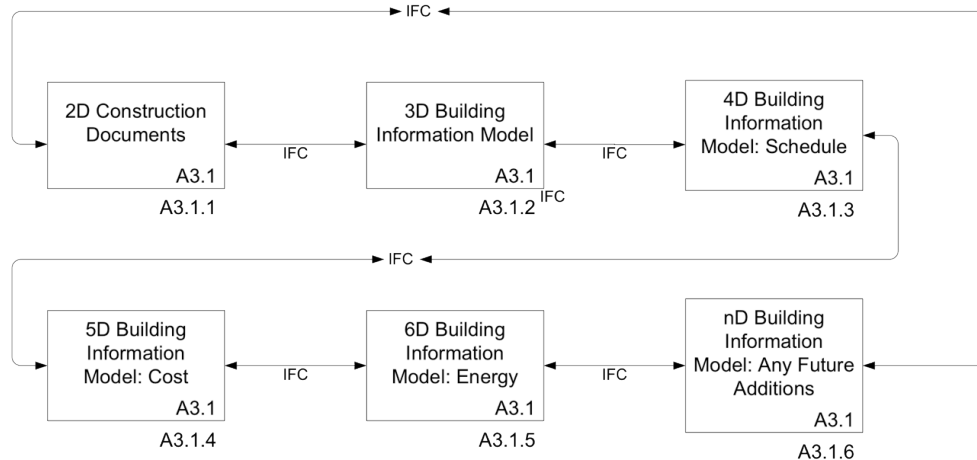 IFC
2D Construction
Documents
A3.1
A3.1.1
IFC
3D Building
Information Model
A3.1
A3.1.2
IFC
IFC
4D Building
Information
Model: Schedule
A3.1
A3.1.3
IFC
5D Building
Information
Model: Cost
A3.1
A3.1.4
IFC
6D Building
Information
Model: Energy
A3.1
A3.1.5
IFC
nD Building
Information
Model: Any Future
Additions
A3.1
A3.1.6